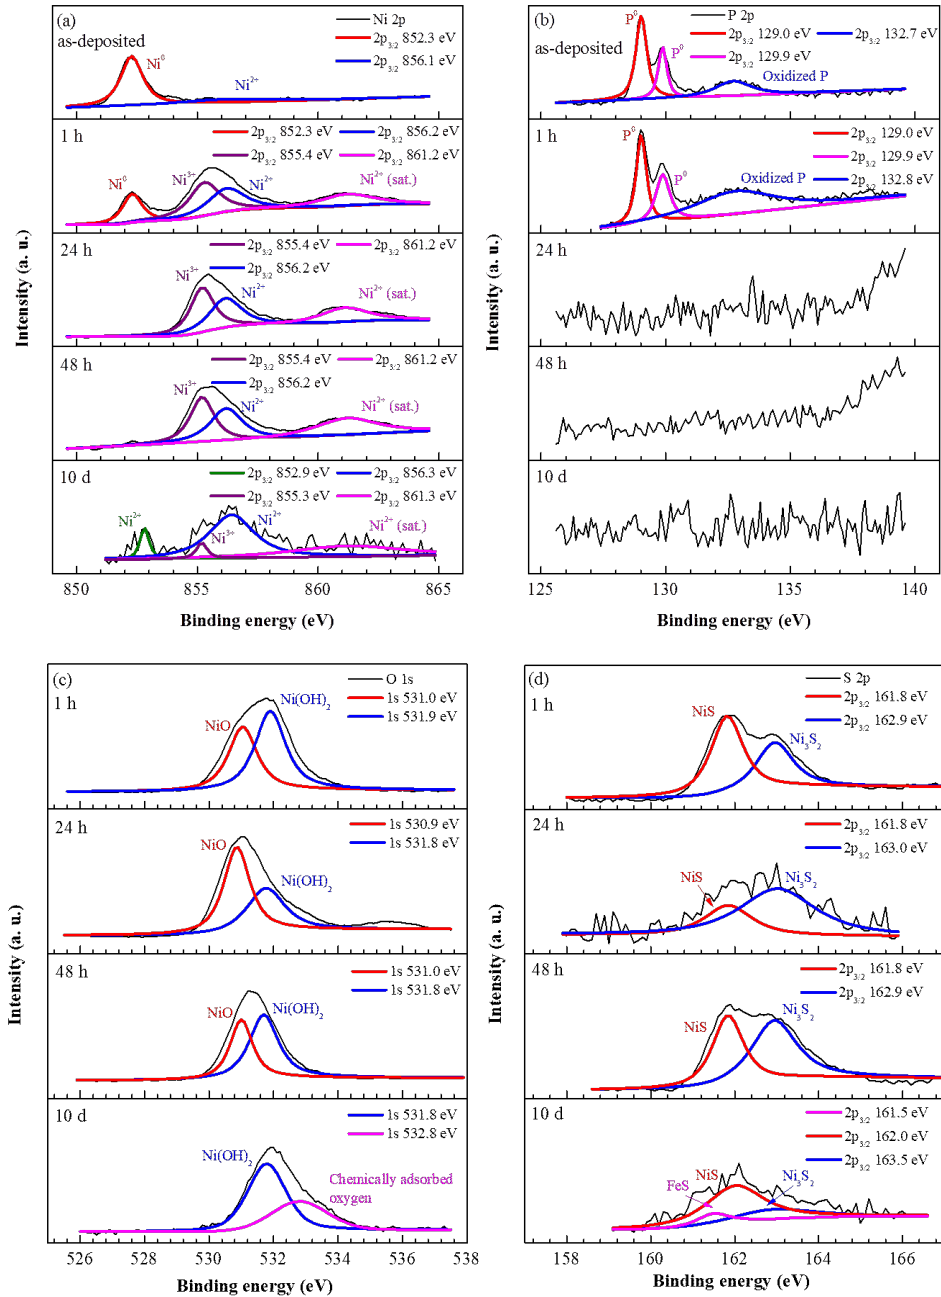 (a)
Ni 2p
as-deposited
2p3/2 852.3 eV
2p3/2 856.1 eV
Ni0
Ni2+
1 h
2p3/2 852.3 eV
2p3/2 856.2 eV
2p3/2 855.4 eV
2p3/2 861.2 eV
Ni0
Ni3+
Ni2+
Ni2+ (sat.)
24 h
2p3/2 855.4 eV
2p3/2 861.2 eV
2p3/2 856.2 eV
Ni3+
Ni2+
Ni2+ (sat.)
48 h
2p3/2 855.4 eV
2p3/2 861.2 eV
2p3/2 856.2 eV
Ni3+
Ni2+
Ni2+ (sat.)
10 d
2p3/2 852.9 eV
2p3/2 856.3 eV
2p3/2 855.3 eV
2p3/2 861.3 eV
Ni2+
Ni3+
Ni2+
Ni2+ (sat.)
850 855 860 865
Binding energy (eV)
Intensity (a. u.)
(b)
P 2p
as-deposited
2p3/2 129.0 eV
2p3/2 132.7 eV
2p3/2 129.9 eV
P0
P0
Oxidized P
1 h
2p3/2 129.0 eV
2p3/2 129.9 eV
2p3/2 132.8 eV
P0
P0
Oxidized P
24 h
48 h
10 d
125 130 135 140
Binding energy (eV)
Intensity (a. u.)
(c)
O 1s
1 h
1s 531.0 eV
1s 531.9 eV
NiO
Ni(OH)2
24 h
1s 530.9 eV
1s 531.8 eV
NiO
Ni(OH)2
48 h
1s 531.0 eV
1s 531.8 eV
NiO
Ni(OH)2
10 d
1s 531.8 eV
1s 532.8 eV
Ni(OH)2
Chemically adsorbed
oxygen
526 528 530 532 534 536 538
Binding energy (eV)
Intensity (a. u.)
(d)
S 2p
1 h
2p3/2 161.8 eV
2p3/2 162.9 eV
NiS
Ni3S2
24 h
2p3/2 161.8 eV
2p3/2 163.0 eV
NiS
Ni3S2
48 h
2p3/2 161.8 eV
2p3/2 162.9 eV
NiS
Ni3S2
10 d
2p3/2 161.5 eV
2p3/2 162.0 eV
2p3/2 163.5 eV
FeS
NiS
Ni3S2
158 160 162 164 166
Binding energy (eV)
Intensity (a. u.)